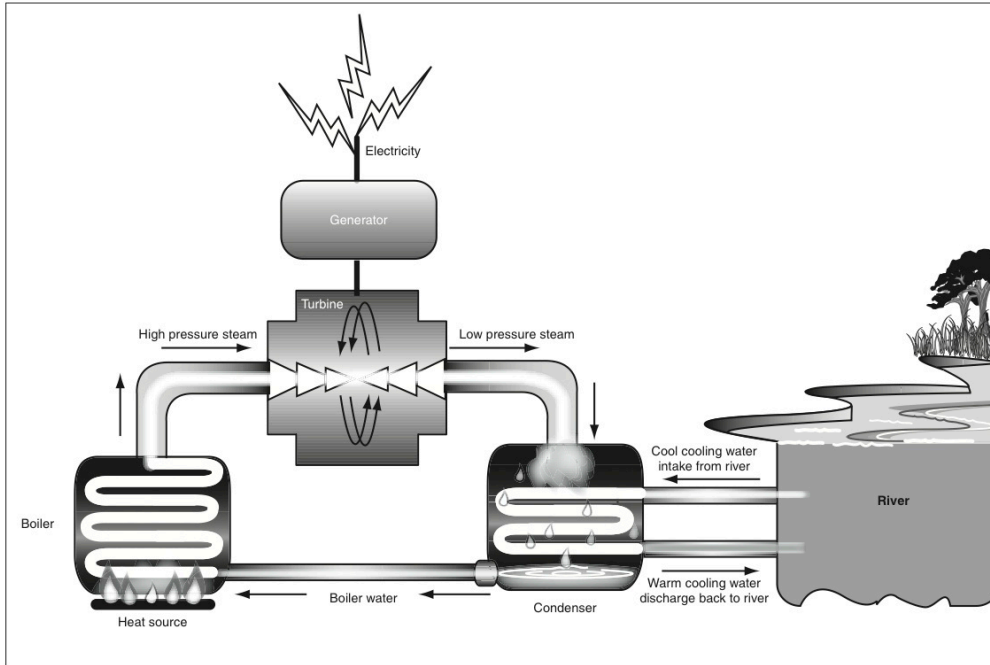 Electricity
Generator
Turbine
High pressure steam
Low pressure steam
Cool cooling water
intake from river
River
Boiler
Boiler water
Condenser
Warm cooling water
discharge back to river
Heat source